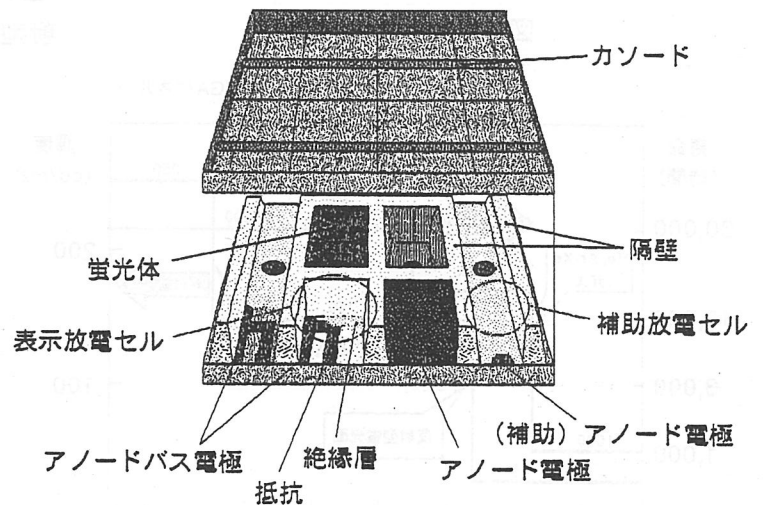 カソード
蛍光体
隔壁
表示放電セル
補助放電セル
アノードバス電極
抵抗
絶縁層
(補助)アノード電極
アノード電極